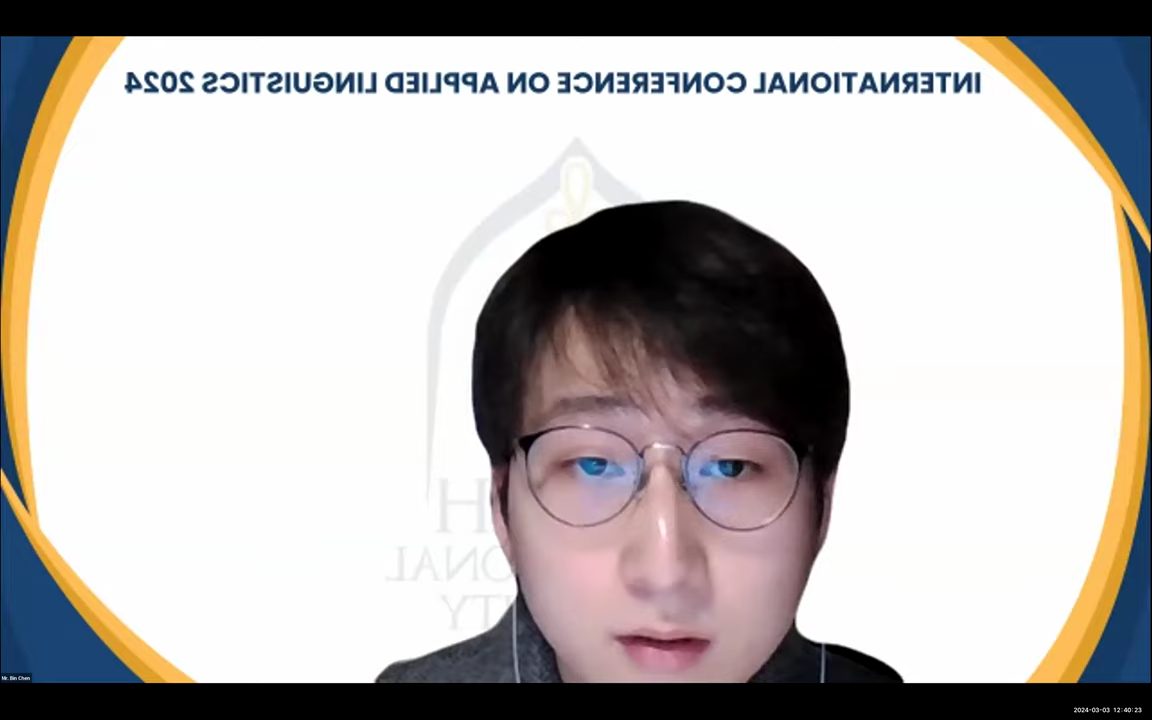 INTERNATIONAL CONFERENCE ON APPLIED LINGUISTICS 2024
Mr. Bin Chen
2024-03-03 12:40:23